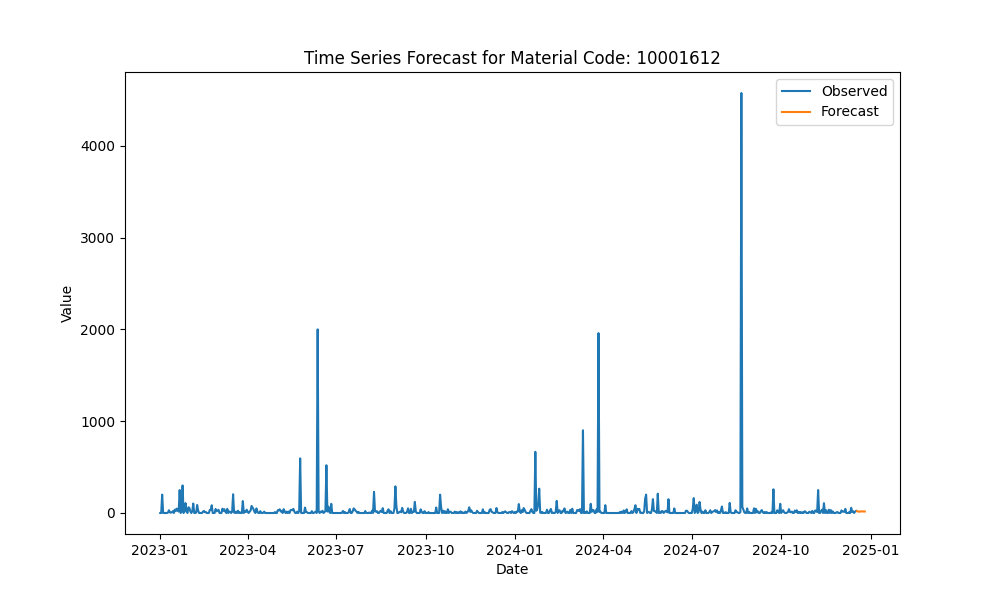 Time Series Forecast for Material Code: 10001612
Observed
Forecast
4000
3000
2000
1000
0
Value
2023-01 2023-04 2023-07 2023-10 2024-01 2024-04 2024-07 2024-10 2025-01
Date